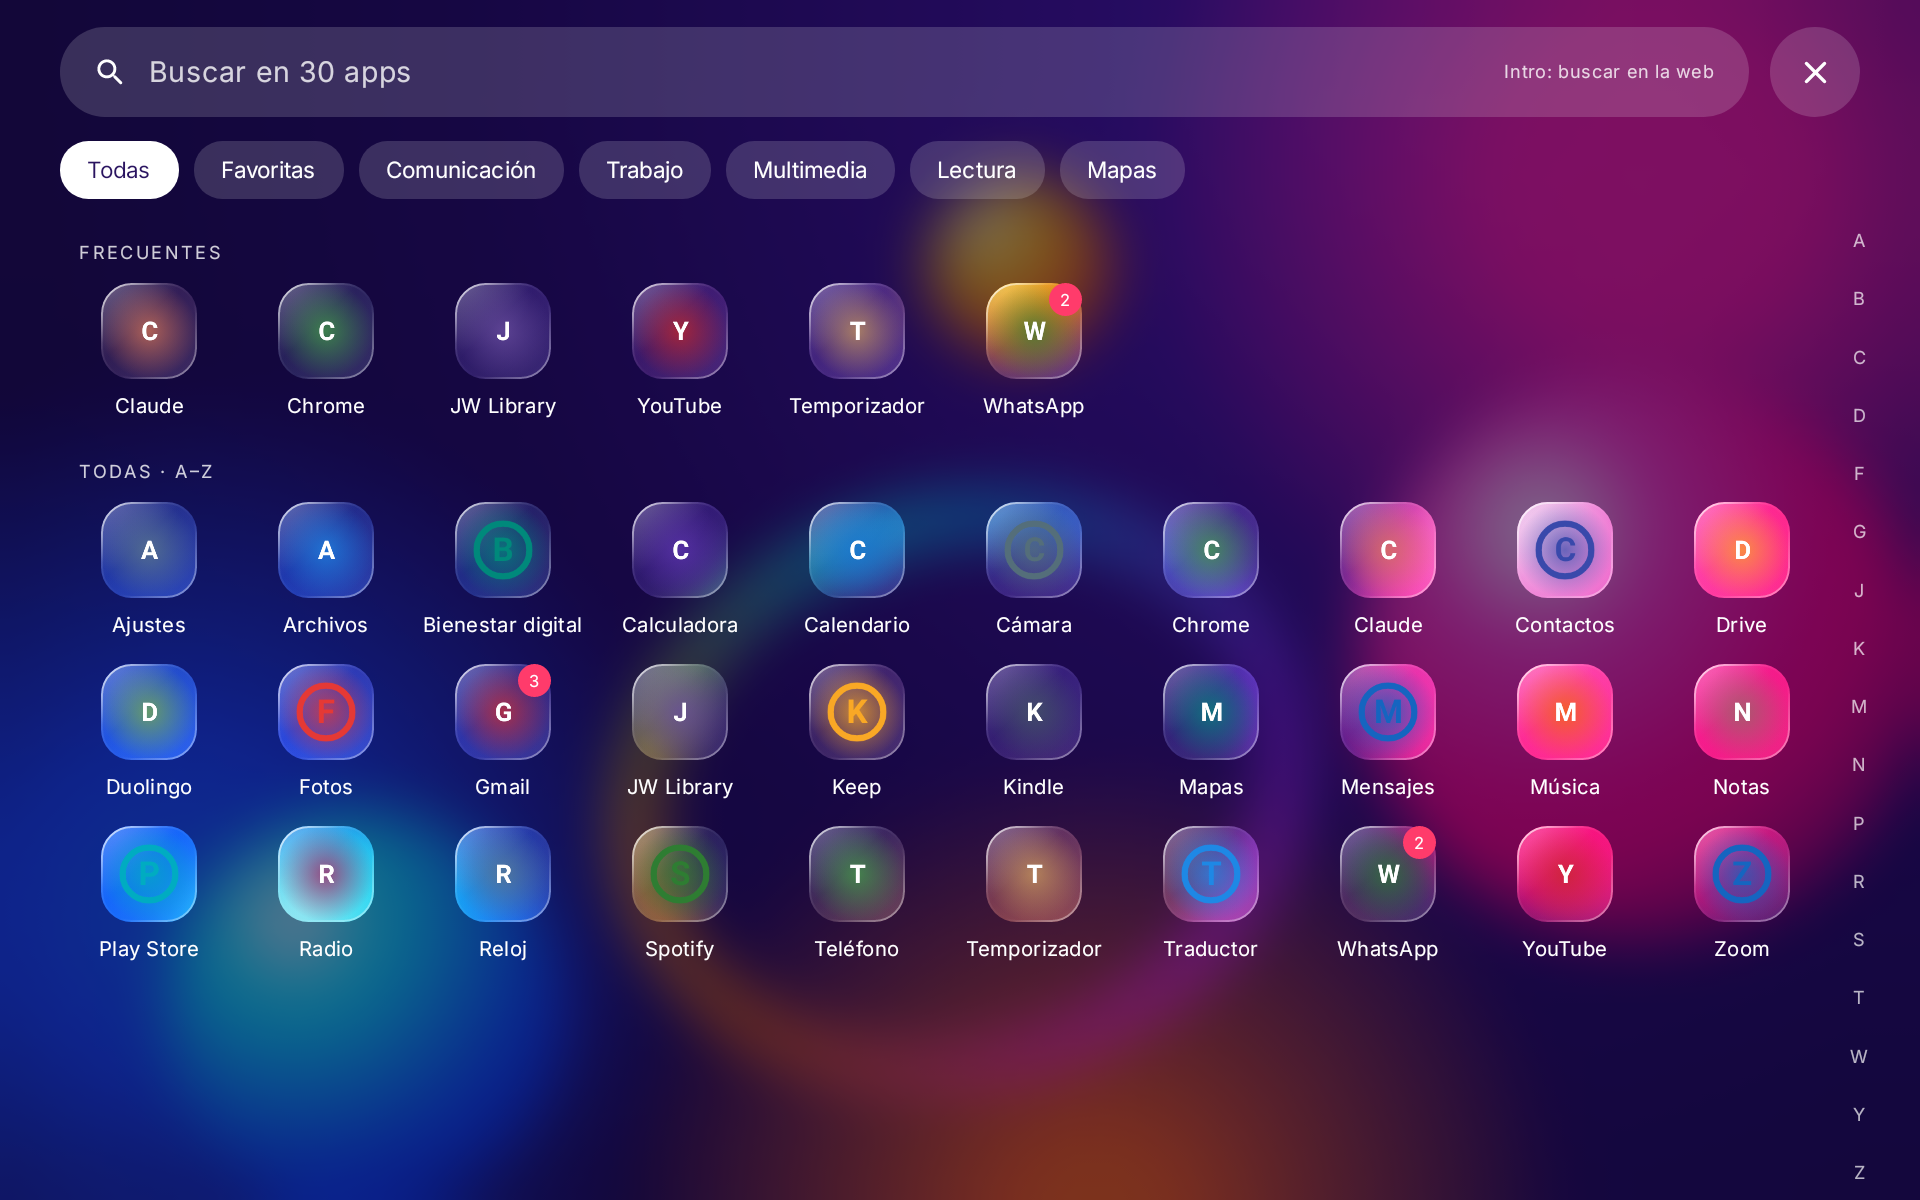 Buscar en 30 apps
Intro: buscar en la web
Todas
Favoritas
Comunicación
Trabajo
Multimedia
Lectura
Mapas
FRECUENTES
C
C
J
Y
T
W
2
Claude
Chrome
JW Library
YouTube
Temporizador
WhatsApp
TODAS · A–Z
A
A
B
C
C
C
C
C
C
D
Ajustes
Archivos
Bienestar digital
Calculadora
Calendario
Cámara
Chrome
Claude
Contactos
Drive
D
F
G
3
J
K
K
M
M
M
N
Duolingo
Fotos
Gmail
JW Library
Keep
Kindle
Mapas
Mensajes
Música
Notas
P
R
R
S
T
T
T
W
2
Y
Z
Play Store
Radio
Reloj
Spotify
Teléfono
Temporizador
Traductor
WhatsApp
YouTube
Zoom
A
B
C
D
F
G
J
K
M
N
P
R
S
T
W
Y
Z